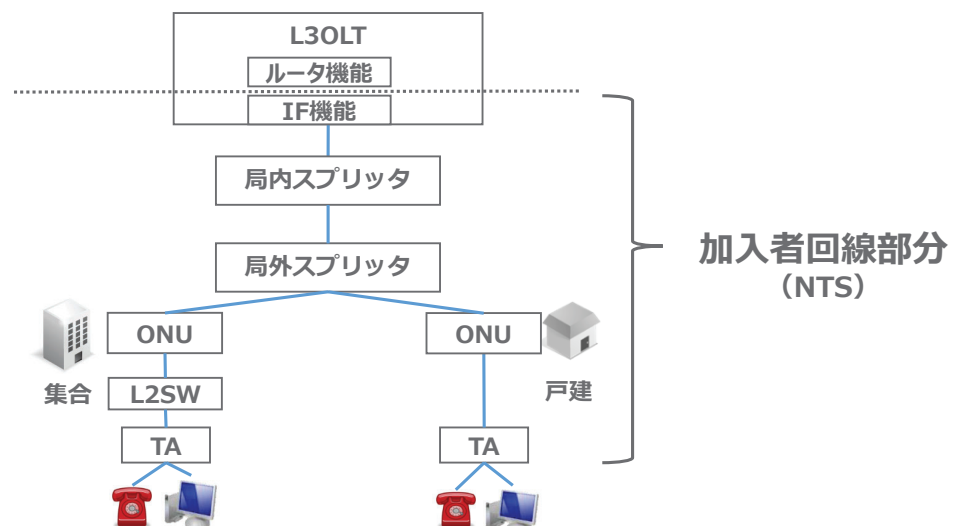 L3OLT
ルータ機能
IF機能
局内スプリッタ
局外スプリッタ
加入者回線部分
（NTS）
ONU
ONU
集合
L2SW
戸建
TA
TA